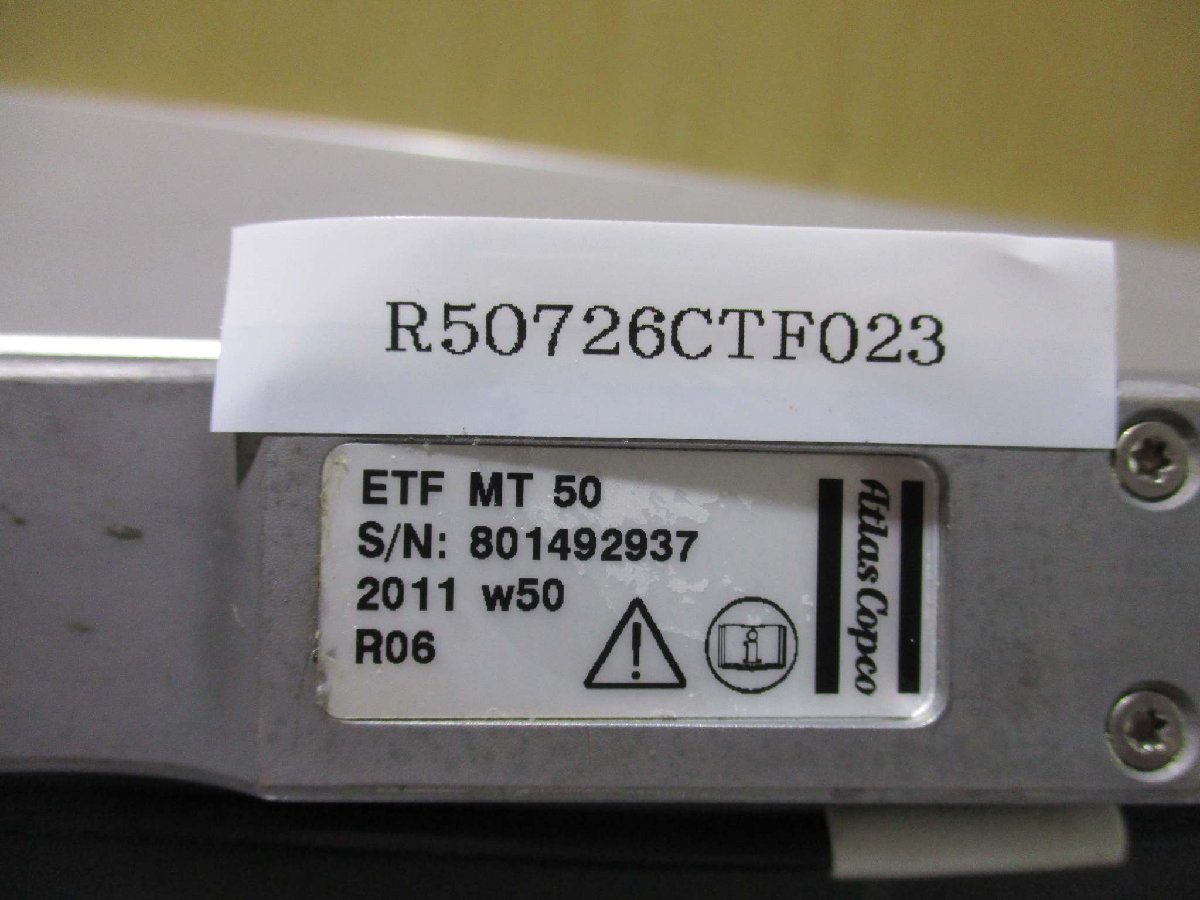 R50726CTF023
ETF MT 50
S/N: 801492937
2011 w50
R06
Atlas Copco